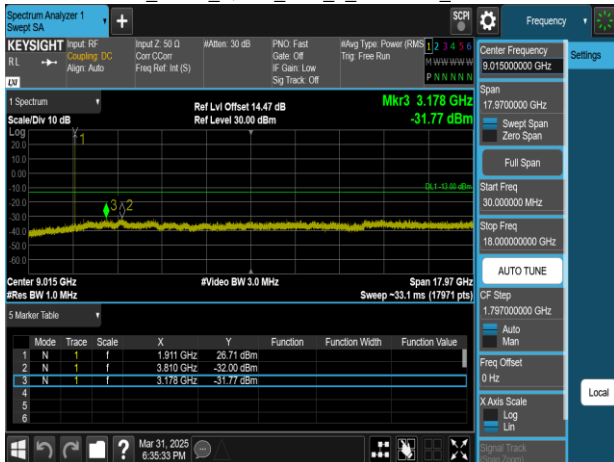 Spectrum Analyzer 1
Swept SA
+
SCPI
Frequency
KEYSIGHT
RL
LXI
Input: RF
Coupling: DC
Align: Auto
Input Z: 50 Ω
Corr CCorr
Freq Ref: Int (S)
#Atten: 30 dB
PNO: Fast
Gate: Off
IF Gain: Low
Sig Track: Off
#Avg Type: Power (RMS
Trig: Free Run
1 2 3 4 5 6
M W W W W W
P N N N N N
Center Frequency
9.015000000 GHz
Settings
Span
17.9700000 GHz
Swept Span
Zero Span
Full Span
Start Freq
30.000000 MHz
Stop Freq
18.000000000 GHz
AUTO TUNE
CF Step
1.797000000 GHz
Auto
Man
Freq Offset
0 Hz
X Axis Scale
Log
Lin
Signal Track
(Span Zoom)
Local
1 Spectrum
Scale/Div 10 dB
Ref Lvl Offset 14.47 dB
Ref Level 30.00 dBm
Mkr3 3.178 GHz
-31.77 dBm
Log
20.0
10.0
0.00
-10.0
-20.0
-30.0
-40.0
-50.0
-60.0
1
3
2
DL1 -13.00 dBm
Center 9.015 GHz
#Res BW 1.0 MHz
#Video BW 3.0 MHz
Span 17.97 GHz
Sweep ~33.1 ms (17971 pts)
5 Marker Table
Mode Trace Scale X Y Function Function Width Function Value
1 N 1 f 1.911 GHz 26.71 dBm
2 N 1 f 3.810 GHz -32.00 dBm
3 N 1 f 3.178 GHz -31.77 dBm
4
5
6
?
Mar 31, 2025
6:35:33 PM